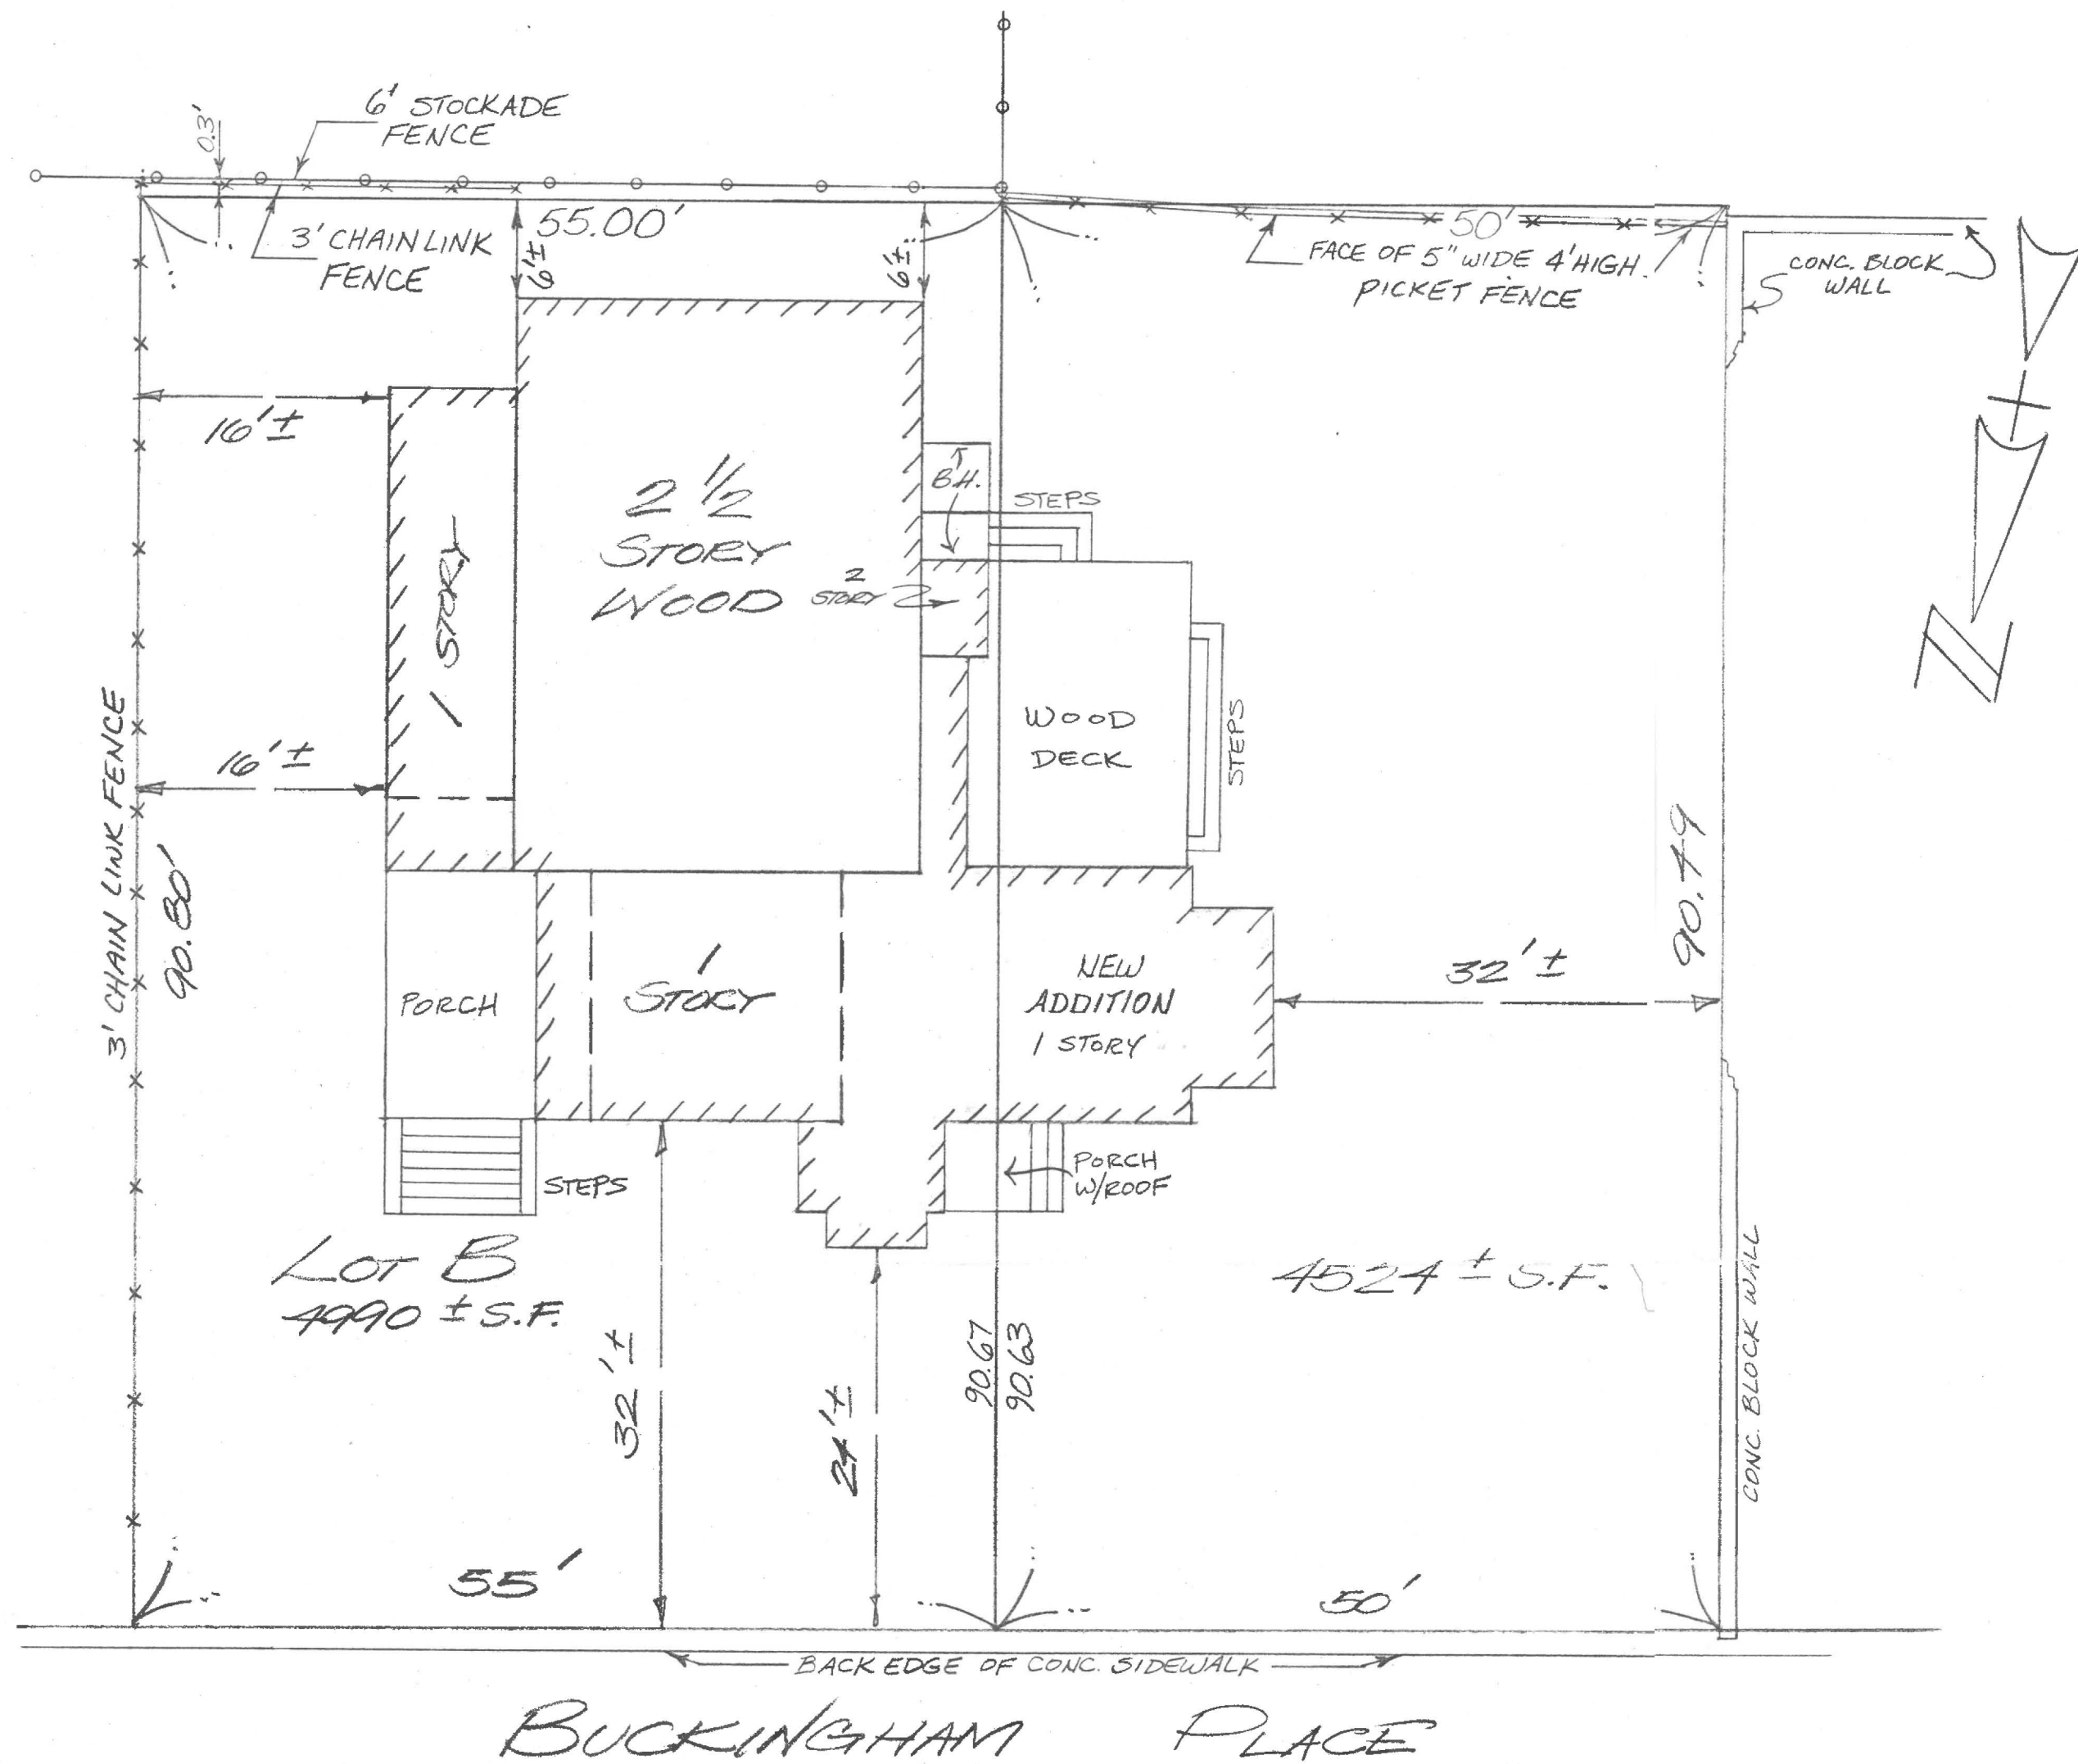 6' STOCKADE
FENCE
0.3'
55.00'
3' CHAIN LINK
FENCE
6'±
6'±
50'
FACE OF 5" WIDE 4' HIGH
PICKET FENCE
CONC. BLOCK
WALL
16'±
2 1/2
STORY
WOOD
1 STORY
B.H.
STEPS
2
STORY
N
16'±
WOOD
DECK
STEPS
3' CHAIN LINK FENCE
90.80'
90.49
PORCH
1
STORY
NEW
ADDITION
1 STORY
32'±
STEPS
PORCH
W/ROOF
LOT B
4990 ± S.F.
4524 ± S.F.
32'±
24'±
90.67
90.63
CONC. BLOCK WALL
55'
50'
BACK EDGE OF CONC. SIDEWALK
BUCKINGHAM PLACE